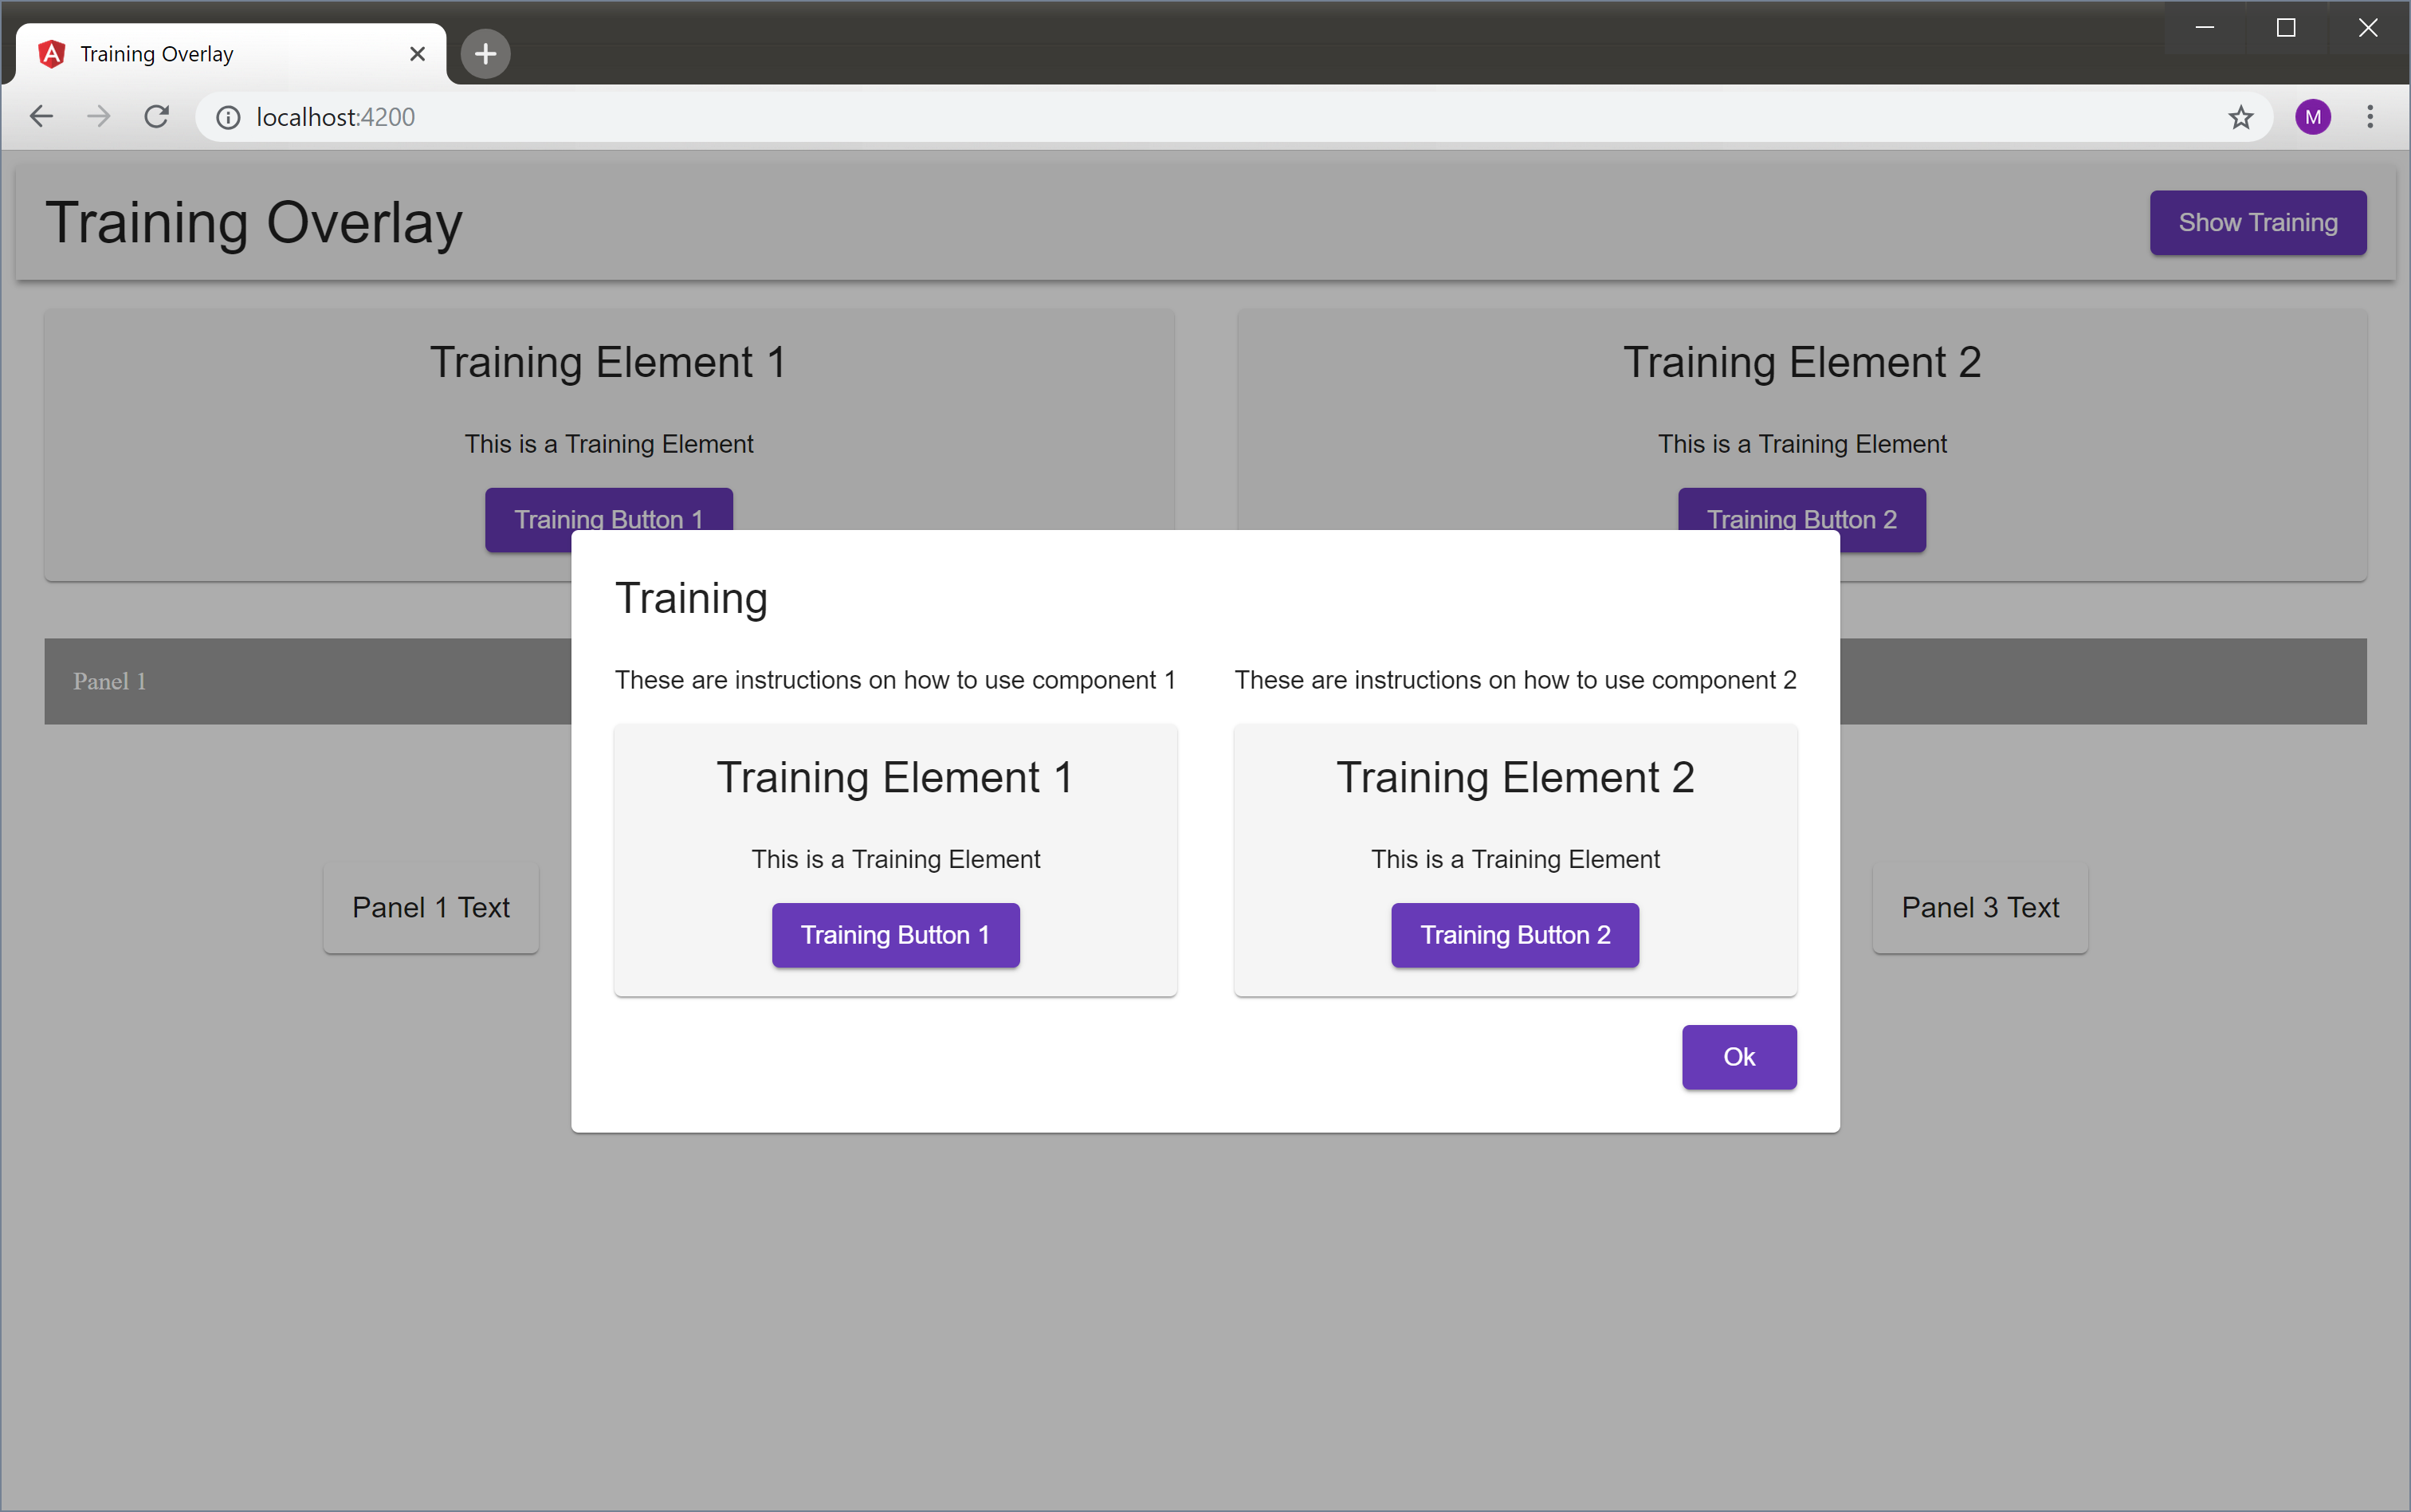 Training Overlay
localhost:4200
M
Training Overlay
Show Training
Training Element 1
Training Element 2
This is a Training Element
This is a Training Element
Training Button 1
Training Button 2
Training
Panel 1
These are instructions on how to use component 1
These are instructions on how to use component 2
Training Element 1
Training Element 2
This is a Training Element
This is a Training Element
Panel 1 Text
Panel 3 Text
Training Button 1
Training Button 2
Ok